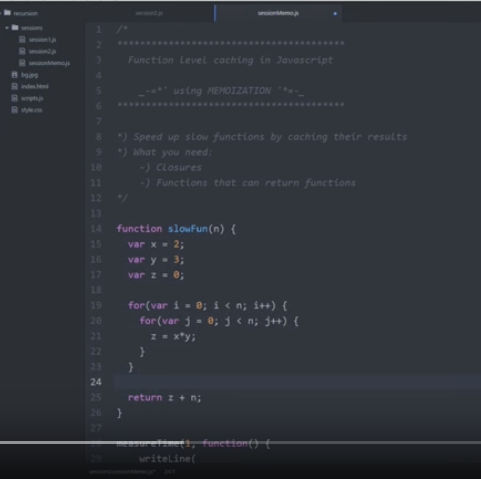 recursion
sessions
session1.js
session2.js
sessionMemo.js
bg.jpg
index.html
scripts.js
style.css
session2.js
sessionMemo.js
1 /*
2 ****************************************
3 Function Level caching in Javascript
4
5 _-=*' using MEMOIZATION '*=-_
6 ****************************************
7
8 *) Speed up slow functions by caching their results
9 *) What you need:
10 -) Closures
11 -) Functions that can return functions
12 */
13
14 function slowFun(n) {
15 var x = 2;
16 var y = 3;
17 var z = 0;
18
19 for(var i = 0; i < n; i++) {
20 for(var j = 0; j < n; j++) {
21 z = x*y;
22 }
23 }
24
25 return z + n;
26 }
27
28 measureTime(1, function() {
29 writeLine(